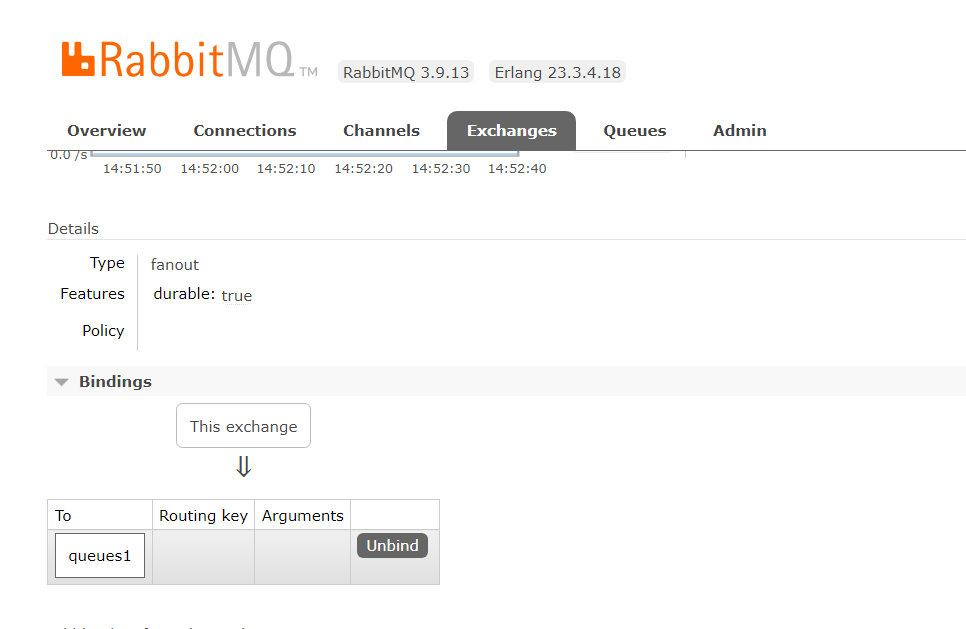 RabbitMQ TM RabbitMQ 3.9.13 Erlang 23.3.4.18
Overview Connections Channels Exchanges Queues Admin
0.0 /s
14:51:50 14:52:00 14:52:10 14:52:20 14:52:30 14:52:40
Details
Type fanout
Features durable: true
Policy
Bindings
This exchange
⇓
To Routing key Arguments
queues1 Unbind